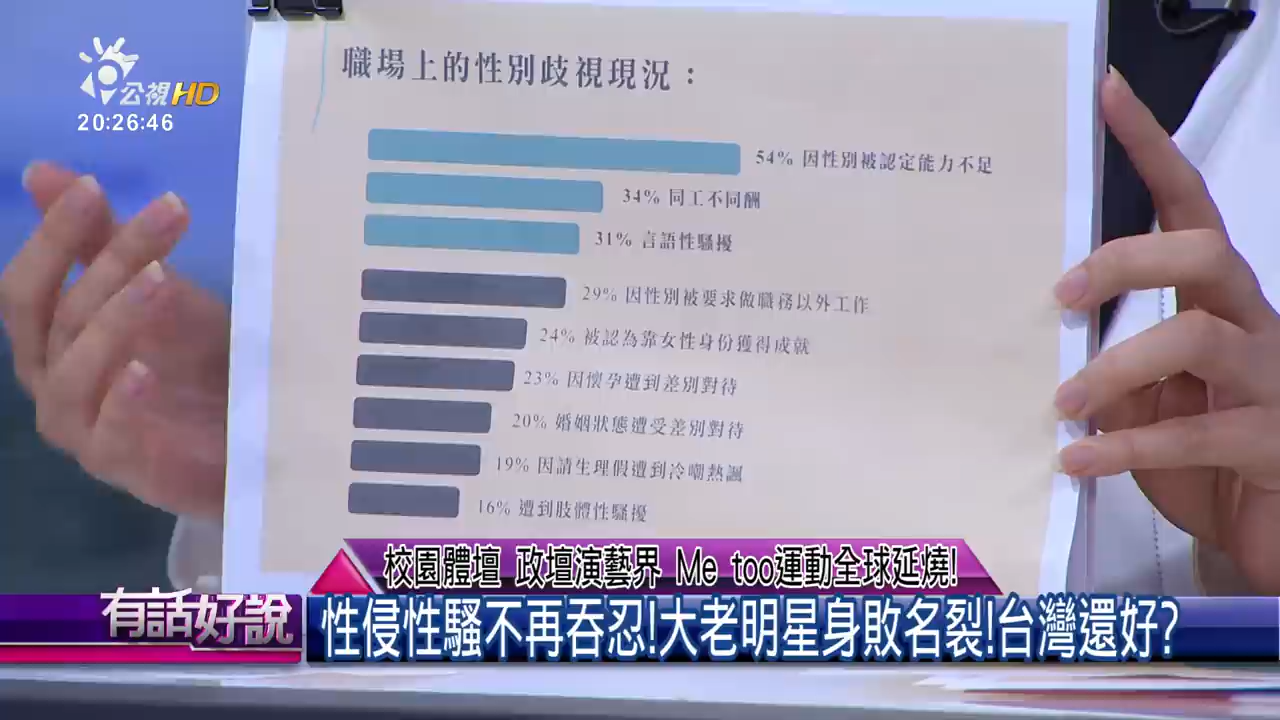 職場上的性別歧視現況：
公視HD
20:26:46
54% 因性別被認定能力不足
34% 同工不同酬
31% 言語性騷擾
29% 因性別被要求做職務以外工作
24% 被認為靠女性身份獲得成就
23% 因懷孕遭到差別對待
20% 婚姻狀態遭受差別對待
19% 因請生理假遭到冷嘲熱諷
16% 遭到肢體性騷擾
校園體壇 政壇演藝界 Me too運動全球延燒!
有話好說
性侵性騷不再吞忍!大老明星身敗名裂!台灣還好?